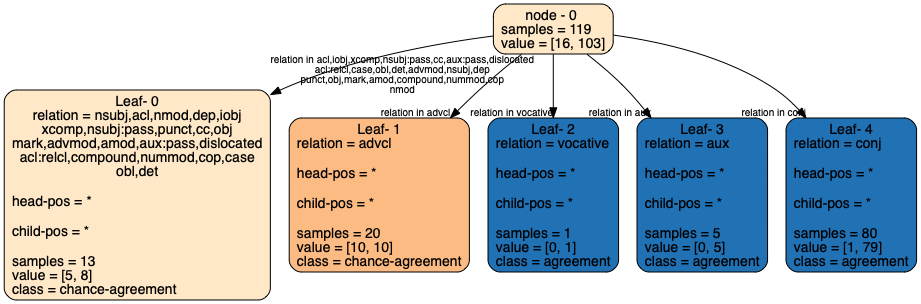 node - 0
samples = 119
value = [16, 103]
relation in acl,iobj,xcomp,nsubj:pass,cc,aux:pass,dislocated
acl:relcl,case,obl,det,advmod,nsubj,dep
punct,obj,mark,amod,compound,nummod,cop
nmod
relation in advcl
relation in vocative
relation in aux
relation in conj
Leaf- 0
relation = nsubj,acl,nmod,dep,iobj
xcomp,nsubj:pass,punct,cc,obj
mark,advmod,amod,aux:pass,dislocated
acl:relcl,compound,nummod,cop,case
obl,det
head-pos = *
child-pos = *
samples = 13
value = [5, 8]
class = chance-agreement
Leaf- 1
relation = advcl
head-pos = *
child-pos = *
samples = 20
value = [10, 10]
class = chance-agreement
Leaf- 2
relation = vocative
head-pos = *
child-pos = *
samples = 1
value = [0, 1]
class = agreement
Leaf- 3
relation = aux
head-pos = *
child-pos = *
samples = 5
value = [0, 5]
class = agreement
Leaf- 4
relation = conj
head-pos = *
child-pos = *
samples = 80
value = [1, 79]
class = agreement